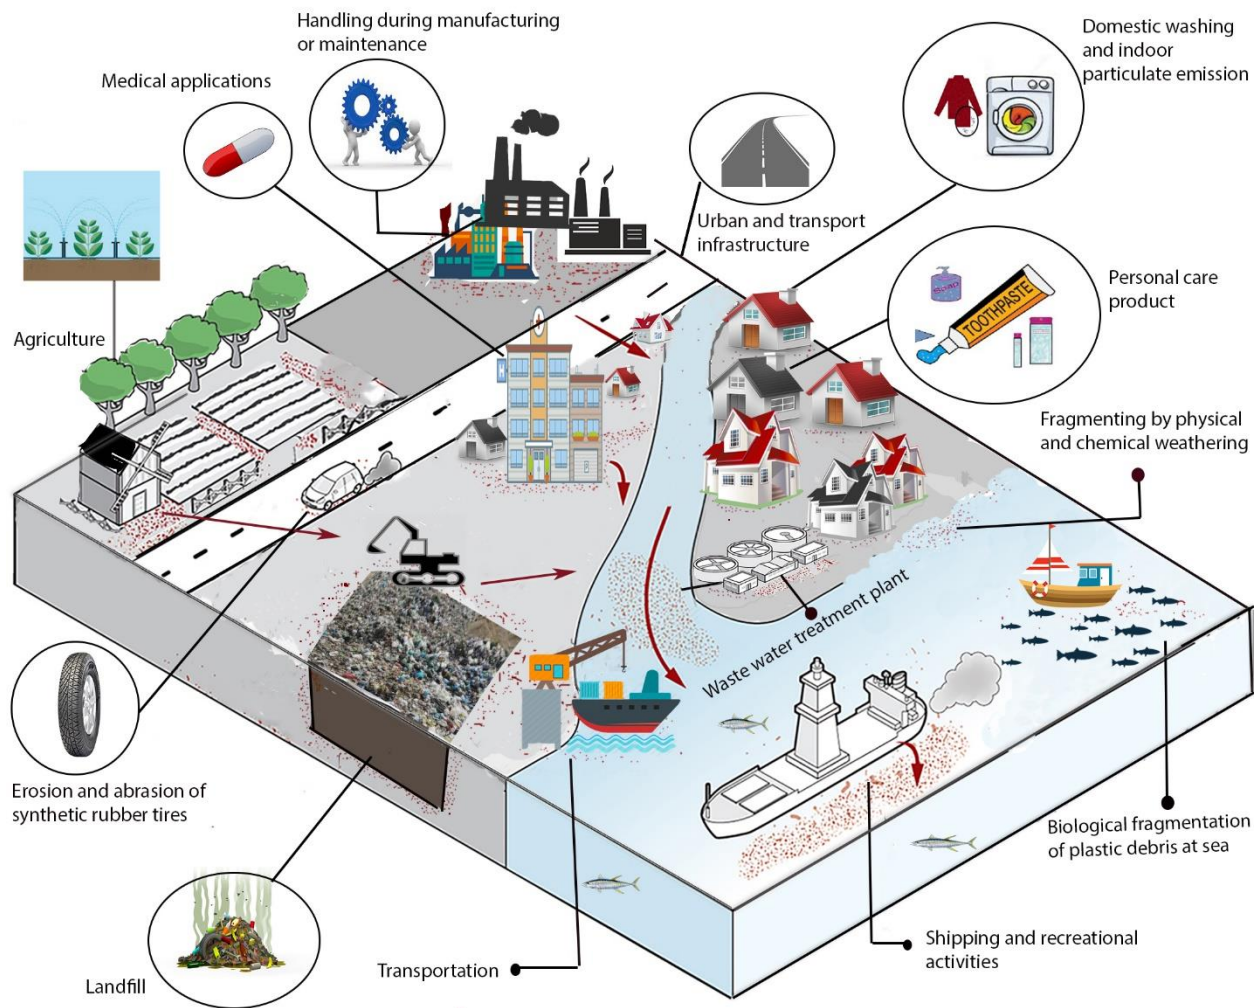 Handling during manufacturing
or maintenance
Medical applications
Domestic washing
and indoor
particulate emission
Urban and transport
infrastructure
Personal care
product
TOOTHPASTE
Agriculture
H
Fragmenting by physical
and chemical weathering
Waste water treatment plant
Erosion and abrasion of
synthetic rubber tires
Biological fragmentation
of plastic debris at sea
Shipping and recreational
activities
Transportation
Landfill